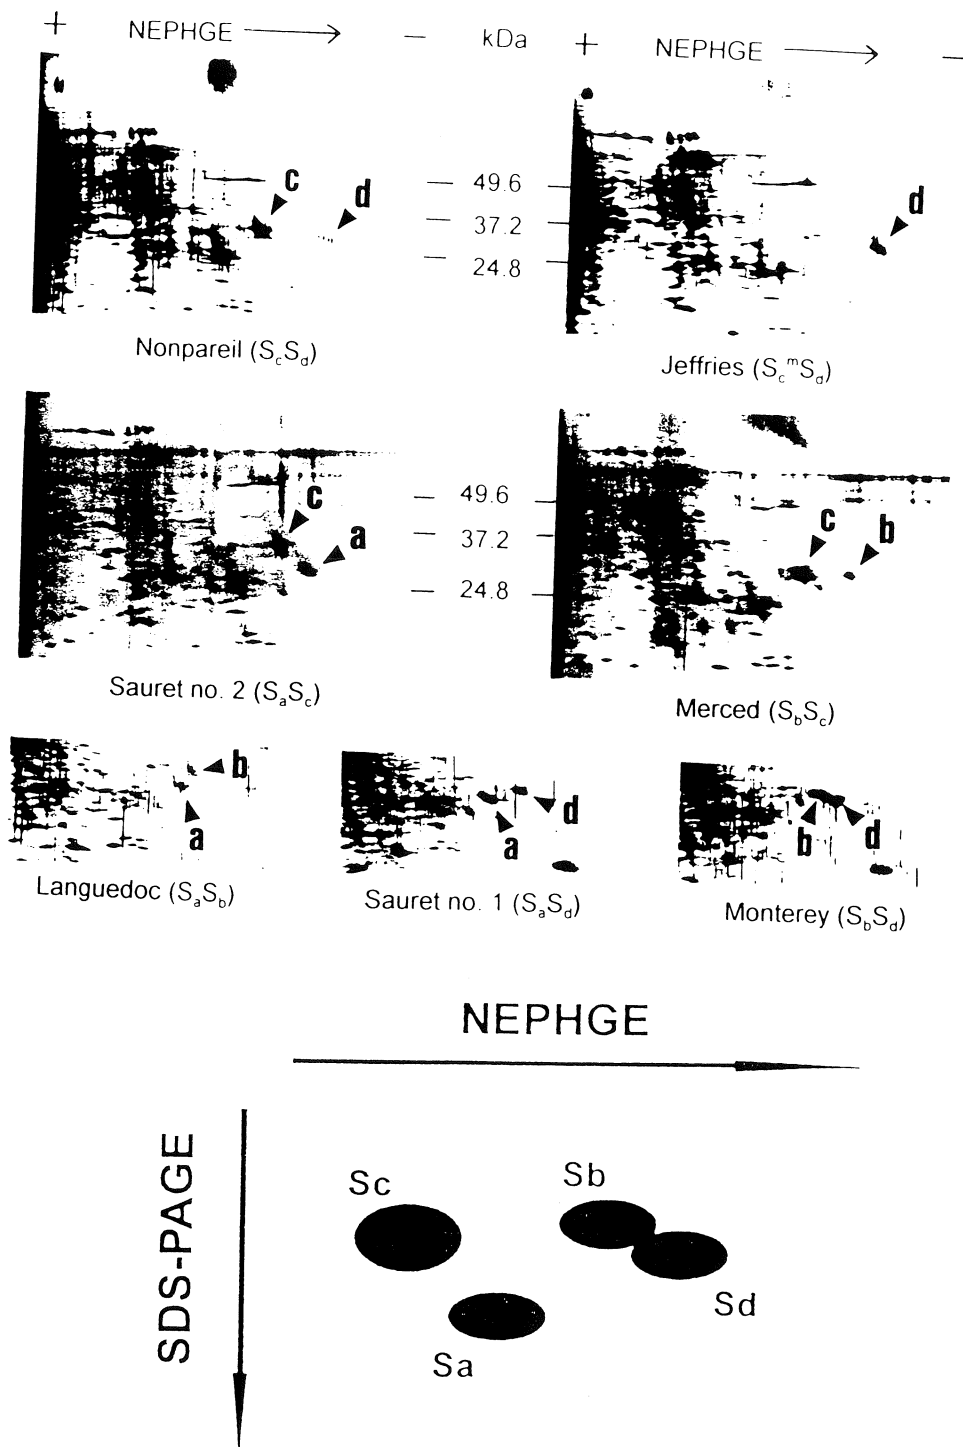 + NEPHGE − kDa + NEPHGE −
c d 49.6 37.2 24.8 d
Nonpareil (ScSd) Jeffries (ScmSd)
c a 49.6 37.2 24.8 c b
Sauret no. 2 (SaSc) Merced (SbSc)
b a a d b d
Languedoc (SaSb) Sauret no. 1 (SaSd) Monterey (SbSd)
NEPHGE
SDS-PAGE
Sc Sb
Sd
Sa